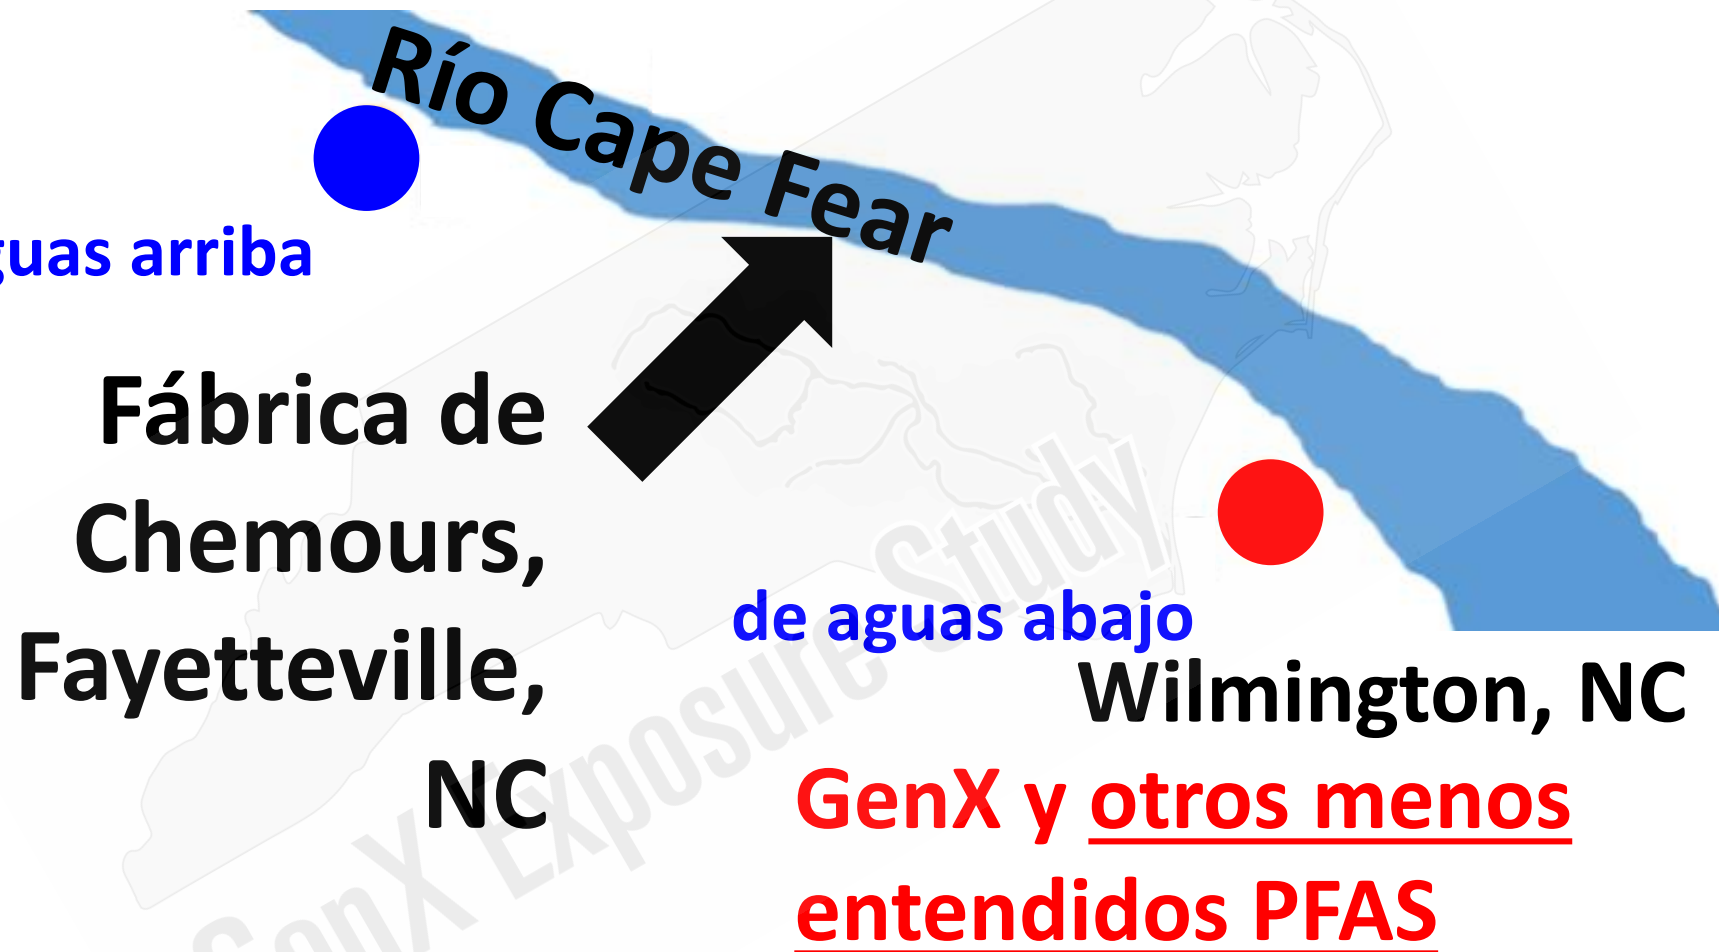 Río Cape Fear
aguas arriba
Fábrica de
Chemours,
Fayetteville,
NC
de aguas abajo
Wilmington, NC
GenX y otros menos
entendidos PFAS
GenX Exposure Study